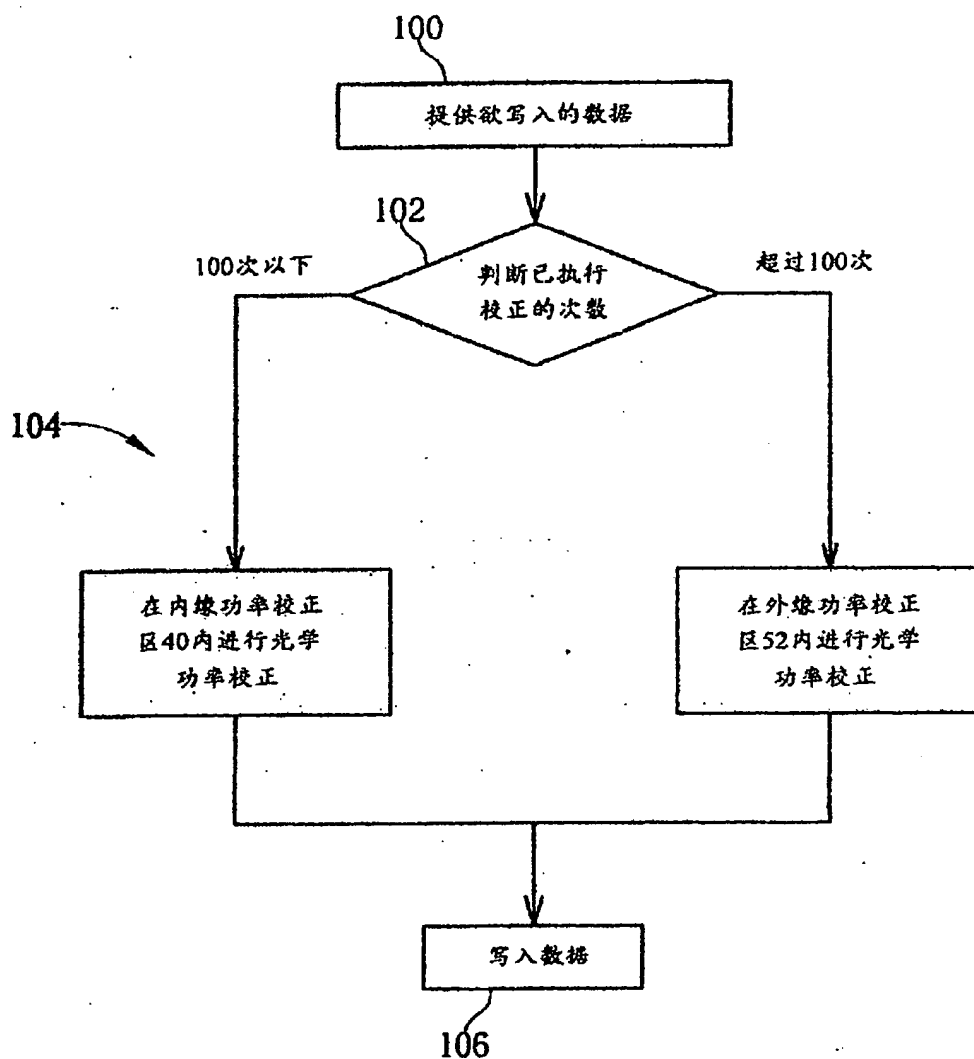 100
提供欲写入的数据
102
100次以下
判断已执行
校正的次数
超过100次
104
在内缘功率校正
区40内进行光学
功率校正
在外缘功率校正
区52内进行光学
功率校正
写入数据
106